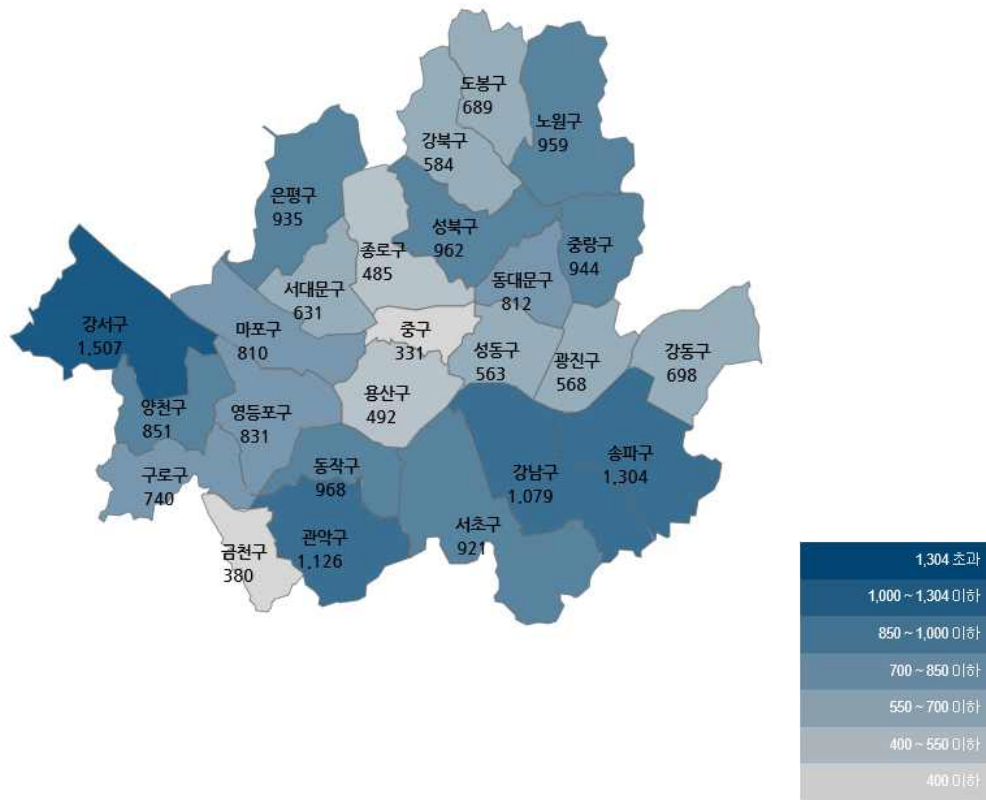 도봉구
689
노원구
959
강북구
584
은평구
935
성북구
962
중랑구
944
종로구
485
동대문구
812
서대문구
631
강서구
1,507
마포구
810
중구
331
성동구
563
광진구
568
강동구
698
용산구
492
양천구
851
영등포구
831
구로구
740
동작구
968
강남구
1,079
송파구
1,304
서초구
921
관악구
1,126
금천구
380
1,304 초과
1,000 ~ 1,304 이하
850 ~ 1,000 이하
700 ~ 850 이하
550 ~ 700 이하
400 ~ 550 이하
400 이하